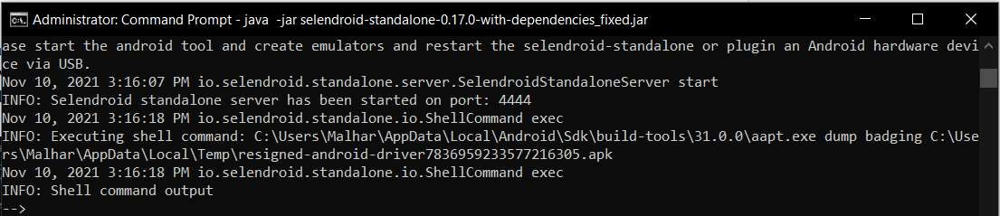 Administrator: Command Prompt - java  -jar selendroid-standalone-0.17.0-with-dependencies_fixed.jar
ase start the android tool and create emulators and restart the selendroid-standalone or plugin an Android hardware devi
ce via USB.
Nov 10, 2021 3:16:07 PM io.selendroid.standalone.server.SelendroidStandaloneServer start
INFO: Selendroid standalone server has been started on port: 4444
Nov 10, 2021 3:16:18 PM io.selendroid.standalone.io.ShellCommand exec
INFO: Executing shell command: C:\Users\Malhar\AppData\Local\Android\Sdk\build-tools\31.0.0\aapt.exe dump badging C:\Use
rs\Malhar\AppData\Local\Temp\resigned-android-driver7836959233577216305.apk
Nov 10, 2021 3:16:18 PM io.selendroid.standalone.io.ShellCommand exec
INFO: Shell command output
-->